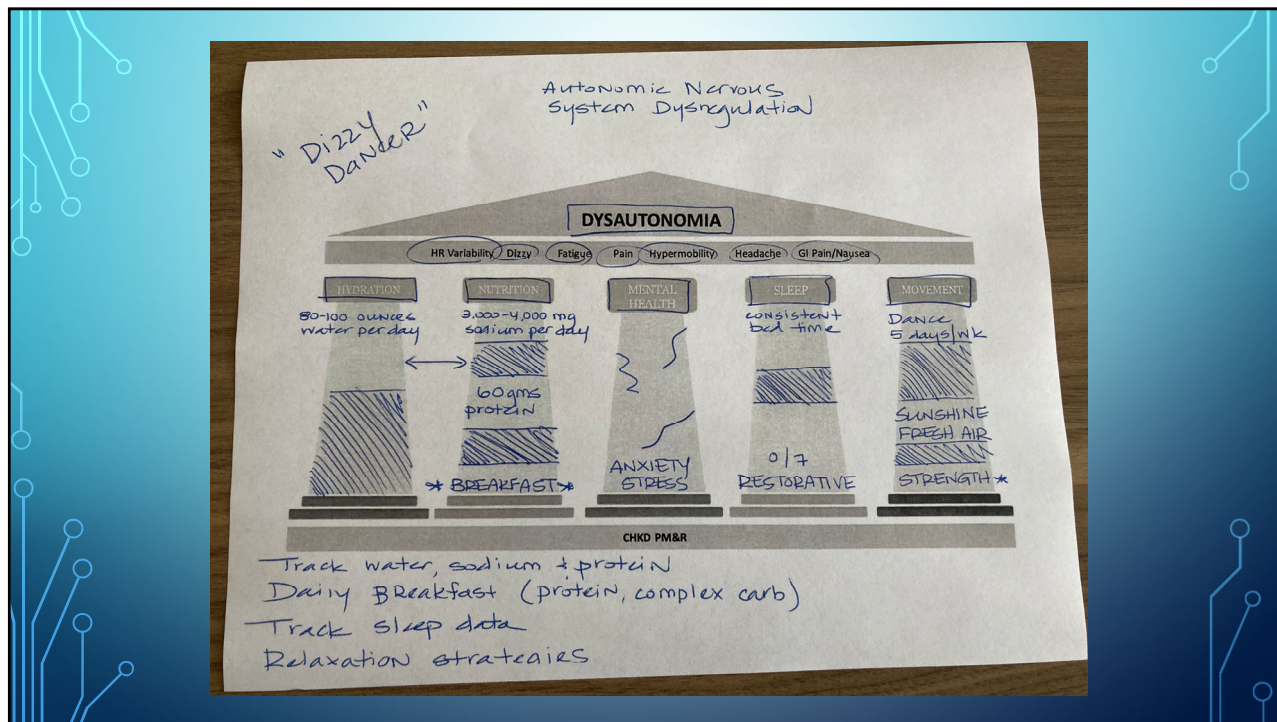 Autonomic Nervous
System Dysregulation
"Dizzy
Dancer"
DYSAUTONOMIA
HR Variability Dizzy Fatigue Pain Hypermobility Headache GI Pain/Nausea
HYDRATION
80-100 ounces
water per day
NUTRITION
3,000-4,000 mg
sodium per day
60 gms
protein
* BREAKFAST *
MENTAL
HEALTH
ANXIETY
STRESS
SLEEP
consistent
bed time
0/7
RESTORATIVE
MOVEMENT
Dance
5 days/wk
SUNSHINE
FRESH AIR
STRENGTH *
CHKD PM&R
Track water, sodium + protein
Daily Breakfast (protein, complex carb)
Track sleep data
Relaxation strategies